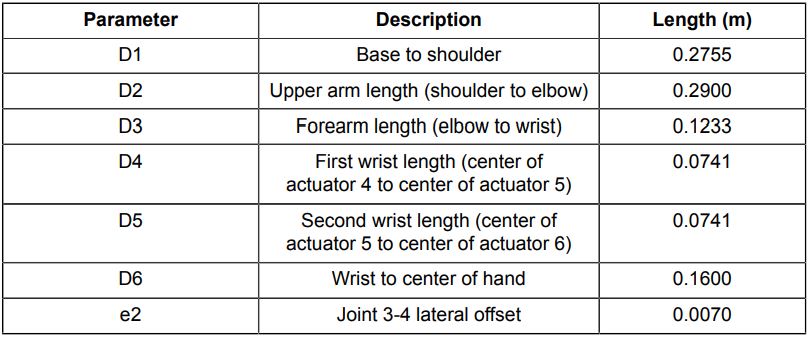 Parameter Description Length (m)
D1 Base to shoulder 0.2755
D2 Upper arm length (shoulder to elbow) 0.2900
D3 Forearm length (elbow to wrist) 0.1233
D4 First wrist length (center of 0.0741
actuator 4 to center of actuator 5)
D5 Second wrist length (center of 0.0741
actuator 5 to center of actuator 6)
D6 Wrist to center of hand 0.1600
e2 Joint 3-4 lateral offset 0.0070